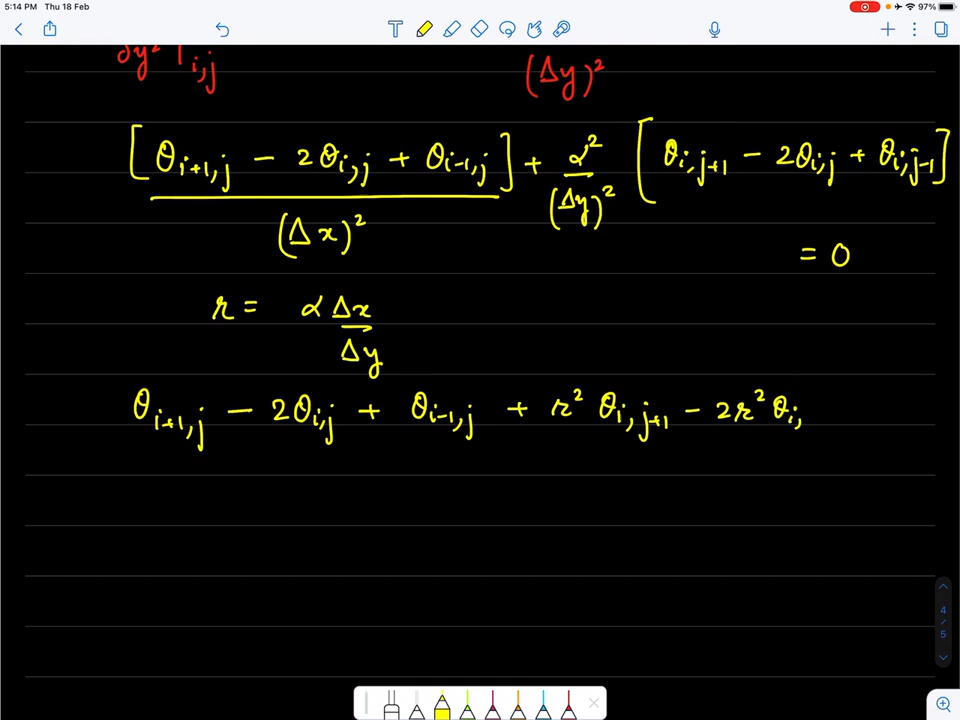 5:14 PM Thu 18 Feb 97%
∂y² | i,j (Δy)²
[θi+1,j − 2θi,j + θi−1,j] / (Δx)² + α² / (Δy)² [θi,j+1 − 2θi,j + θi,j−1]
= 0
r = α Δx / Δy
θi+1,j − 2θi,j + θi−1,j + r² θi,j+1 − 2r² θi,
4 / 5